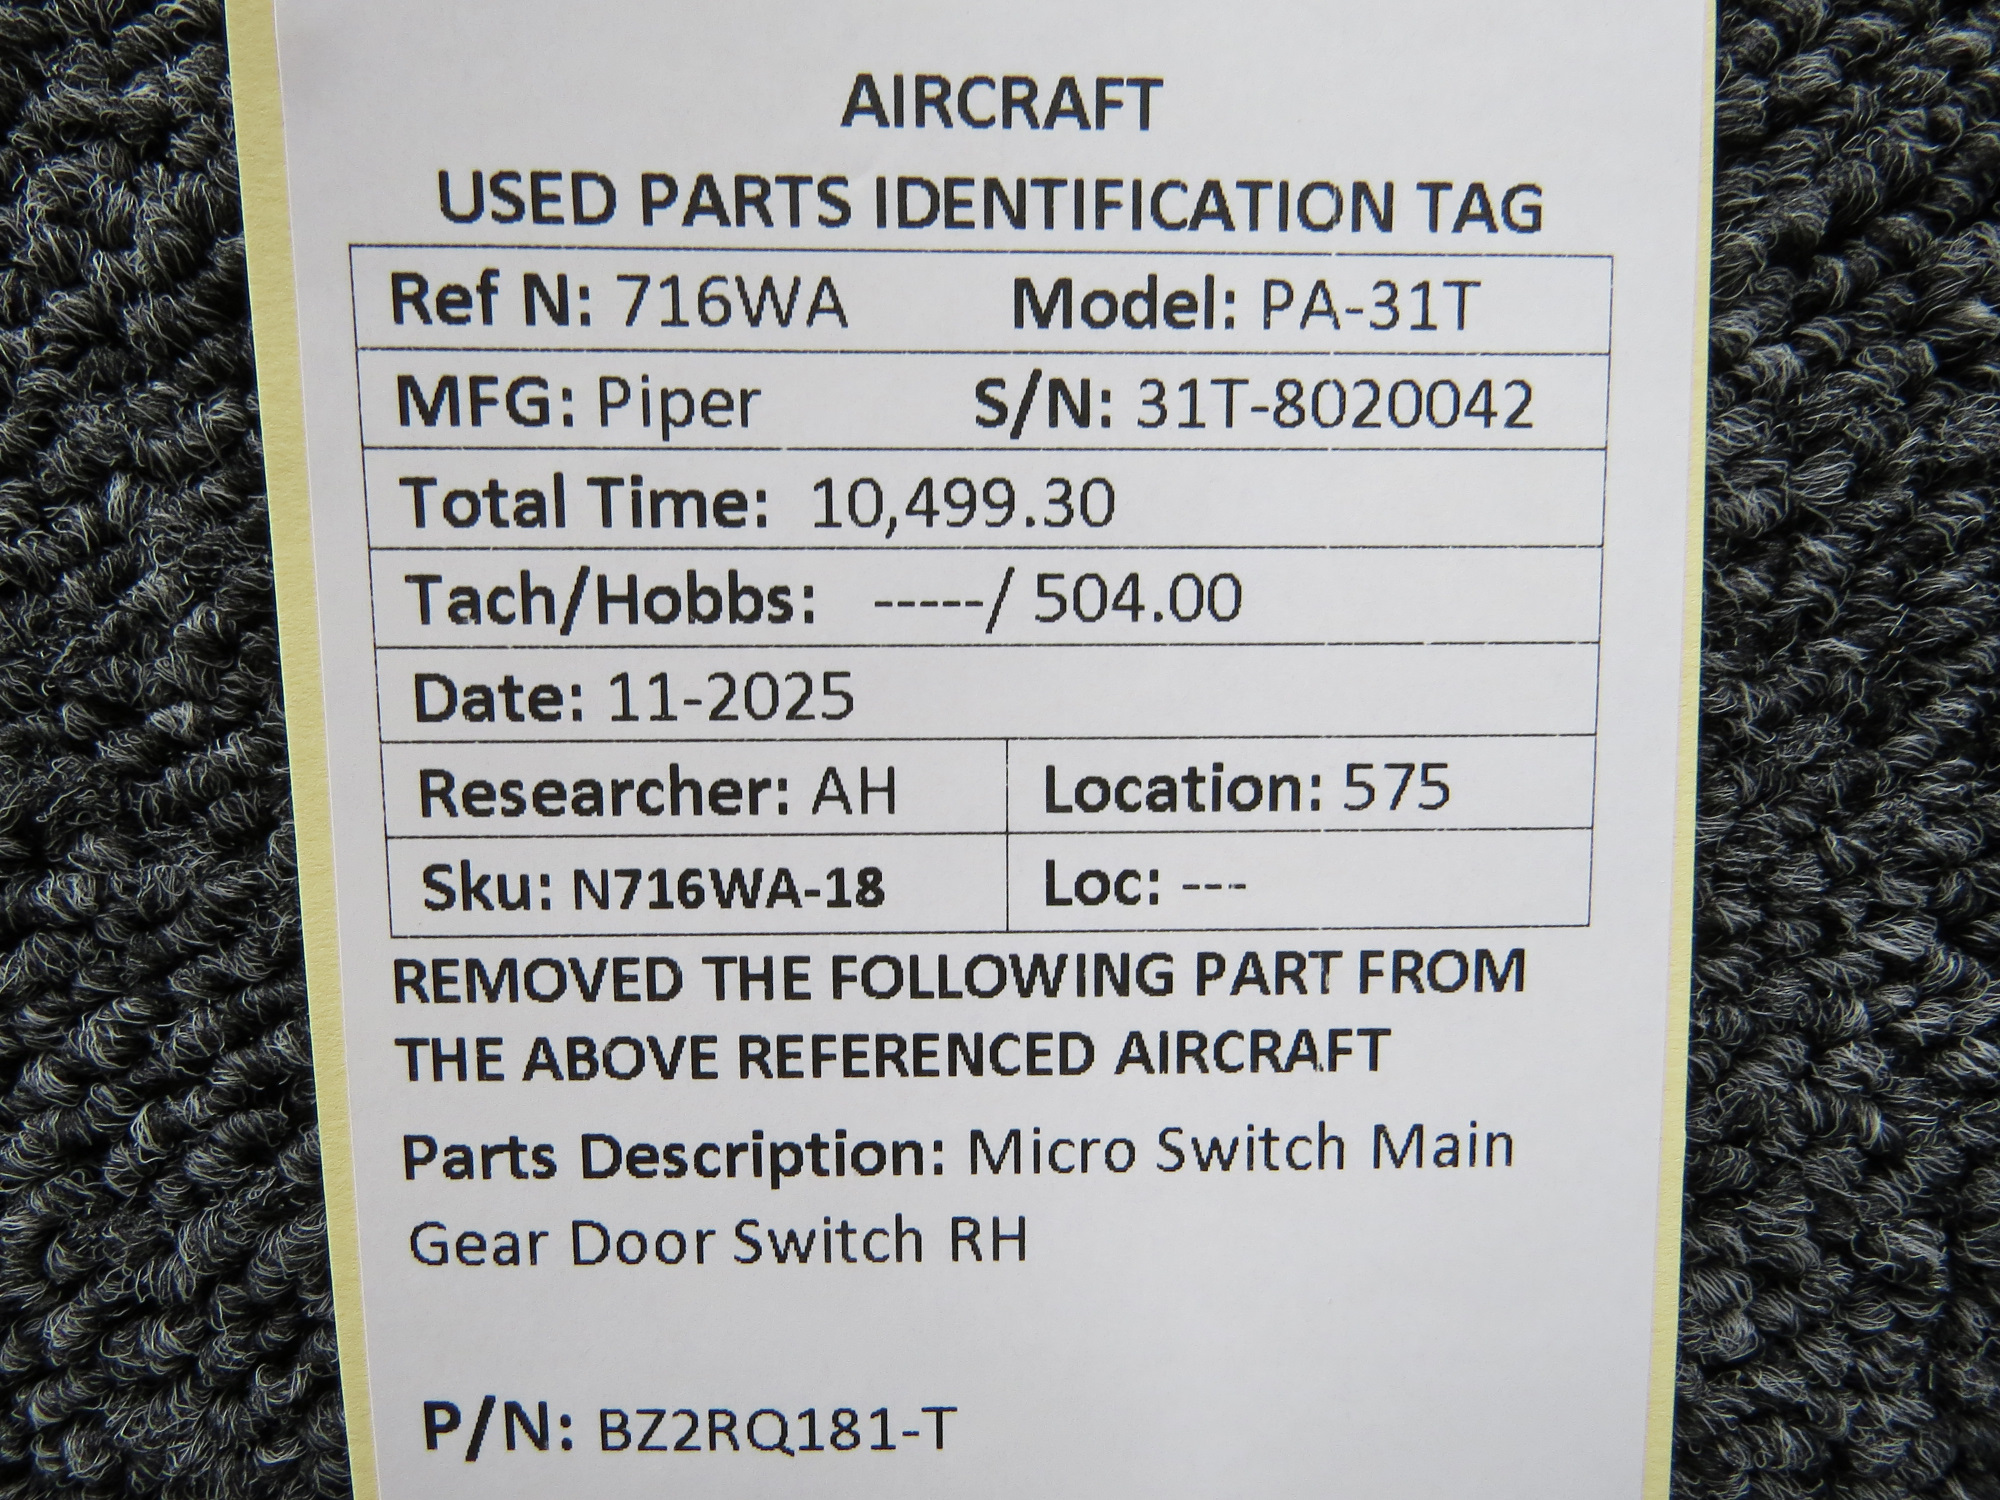 AIRCRAFT
USED PARTS IDENTIFICATION TAG
Ref N: 716WA Model: PA-31T
MFG: Piper S/N: 31T-8020042
Total Time: 10,499.30
Tach/Hobbs: -----/ 504.00
Date: 11-2025
Researcher: AH Location: 575
Sku: N716WA-18 Loc: ---
REMOVED THE FOLLOWING PART FROM
THE ABOVE REFERENCED AIRCRAFT
Parts Description: Micro Switch Main
Gear Door Switch RH
P/N: BZ2RQ181-T